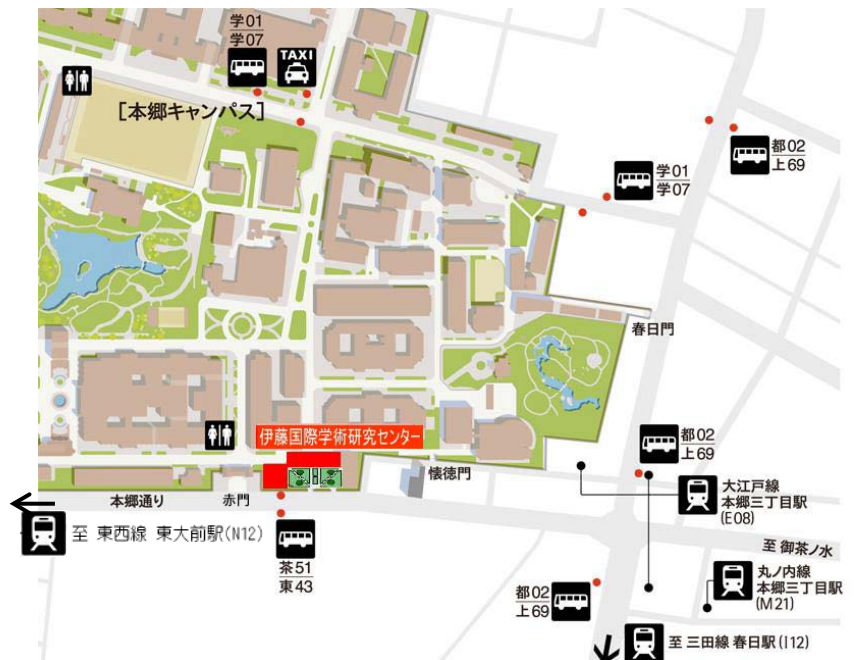 学01
学07
TAXI
[本郷キャンパス]
都02
上69
学01
学07
春日門
伊藤国際学術研究センター
都02
上69
懐徳門
大江戸線
本郷三丁目駅
(E08)
本郷通り
赤門
至 東西線 東大前駅(N12)
至 御茶ノ水
茶51
東43
丸ノ内線
本郷三丁目駅
(M21)
都02
上69
至 三田線 春日駅(I12)